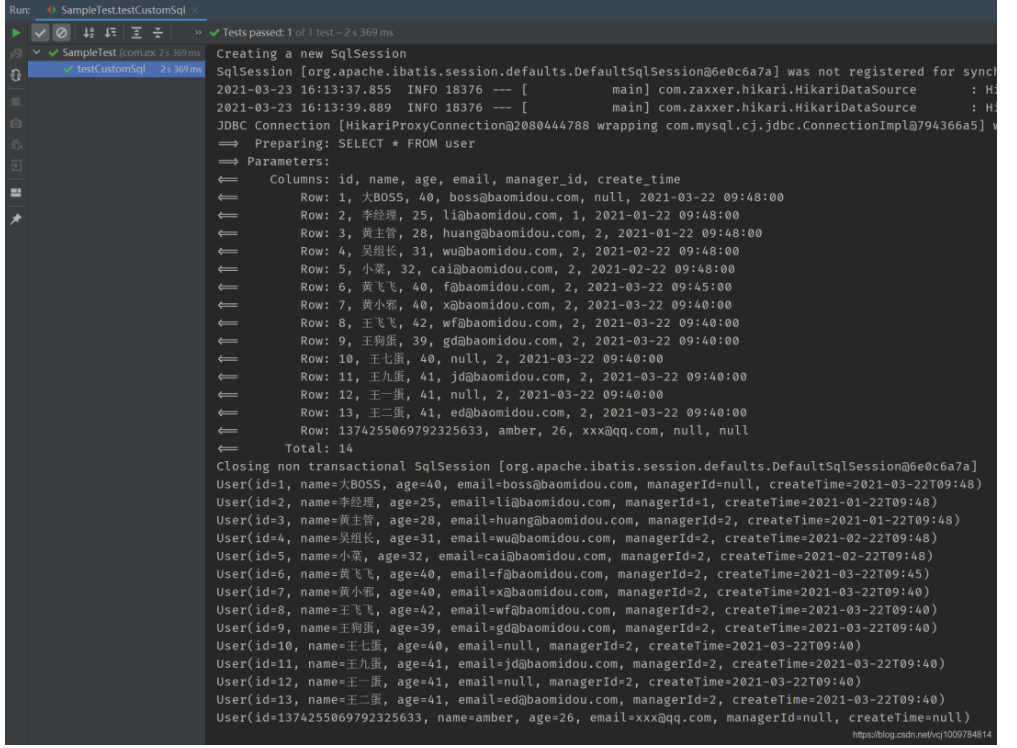 Run: SampleTest.testCustomSql ×
» Tests passed: 1 of 1 test – 2 s 369 ms
SampleTest (com.ex 2 s 369 ms
testCustomSql 2 s 369 ms
Creating a new SqlSession
SqlSession [org.apache.ibatis.session.defaults.DefaultSqlSession@6e0c6a7a] was not registered for synch
2021-03-23 16:13:37.855 INFO 18376 --- [ main] com.zaxxer.hikari.HikariDataSource : Hi
2021-03-23 16:13:39.889 INFO 18376 --- [ main] com.zaxxer.hikari.HikariDataSource : Hi
JDBC Connection [HikariProxyConnection@2080444788 wrapping com.mysql.cj.jdbc.ConnectionImpl@794366a5] w
==> Preparing: SELECT * FROM user
==> Parameters:
<== Columns: id, name, age, email, manager_id, create_time
<== Row: 1, 大BOSS, 40, boss@baomidou.com, null, 2021-03-22 09:48:00
<== Row: 2, 李经理, 25, li@baomidou.com, 1, 2021-01-22 09:48:00
<== Row: 3, 黄主管, 28, huang@baomidou.com, 2, 2021-01-22 09:48:00
<== Row: 4, 吴组长, 31, wu@baomidou.com, 2, 2021-02-22 09:48:00
<== Row: 5, 小菜, 32, cai@baomidou.com, 2, 2021-02-22 09:48:00
<== Row: 6, 黄飞飞, 40, f@baomidou.com, 2, 2021-03-22 09:45:00
<== Row: 7, 黄小邪, 40, x@baomidou.com, 2, 2021-03-22 09:40:00
<== Row: 8, 王飞飞, 42, wf@baomidou.com, 2, 2021-03-22 09:40:00
<== Row: 9, 王狗蛋, 39, gd@baomidou.com, 2, 2021-03-22 09:40:00
<== Row: 10, 王七蛋, 40, null, 2, 2021-03-22 09:40:00
<== Row: 11, 王九蛋, 41, jd@baomidou.com, 2, 2021-03-22 09:40:00
<== Row: 12, 王一蛋, 41, null, 2, 2021-03-22 09:40:00
<== Row: 13, 王二蛋, 41, ed@baomidou.com, 2, 2021-03-22 09:40:00
<== Row: 1374255069792325633, amber, 26, xxx@qq.com, null, null
<== Total: 14
Closing non transactional SqlSession [org.apache.ibatis.session.defaults.DefaultSqlSession@6e0c6a7a]
User(id=1, name=大BOSS, age=40, email=boss@baomidou.com, managerId=null, createTime=2021-03-22T09:48)
User(id=2, name=李经理, age=25, email=li@baomidou.com, managerId=1, createTime=2021-01-22T09:48)
User(id=3, name=黄主管, age=28, email=huang@baomidou.com, managerId=2, createTime=2021-01-22T09:48)
User(id=4, name=吴组长, age=31, email=wu@baomidou.com, managerId=2, createTime=2021-02-22T09:48)
User(id=5, name=小菜, age=32, email=cai@baomidou.com, managerId=2, createTime=2021-02-22T09:48)
User(id=6, name=黄飞飞, age=40, email=f@baomidou.com, managerId=2, createTime=2021-03-22T09:45)
User(id=7, name=黄小邪, age=40, email=x@baomidou.com, managerId=2, createTime=2021-03-22T09:40)
User(id=8, name=王飞飞, age=42, email=wf@baomidou.com, managerId=2, createTime=2021-03-22T09:40)
User(id=9, name=王狗蛋, age=39, email=gd@baomidou.com, managerId=2, createTime=2021-03-22T09:40)
User(id=10, name=王七蛋, age=40, email=null, managerId=2, createTime=2021-03-22T09:40)
User(id=11, name=王九蛋, age=41, email=jd@baomidou.com, managerId=2, createTime=2021-03-22T09:40)
User(id=12, name=王一蛋, age=41, email=null, managerId=2, createTime=2021-03-22T09:40)
User(id=13, name=王二蛋, age=41, email=ed@baomidou.com, managerId=2, createTime=2021-03-22T09:40)
User(id=1374255069792325633, name=amber, age=26, email=xxx@qq.com, managerId=null, createTime=null)
https://blog.csdn.net/vcj1009784814